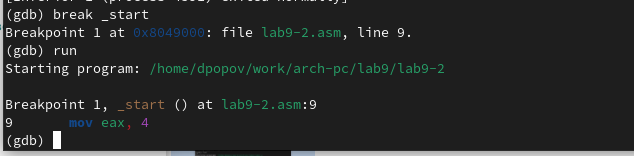 (gdb) break _start
Breakpoint 1 at 0x8049000: file lab9-2.asm, line 9.
(gdb) run
Starting program: /home/dpopov/work/arch-pc/lab9/lab9-2

Breakpoint 1, _start () at lab9-2.asm:9
9	mov eax, 4
(gdb)